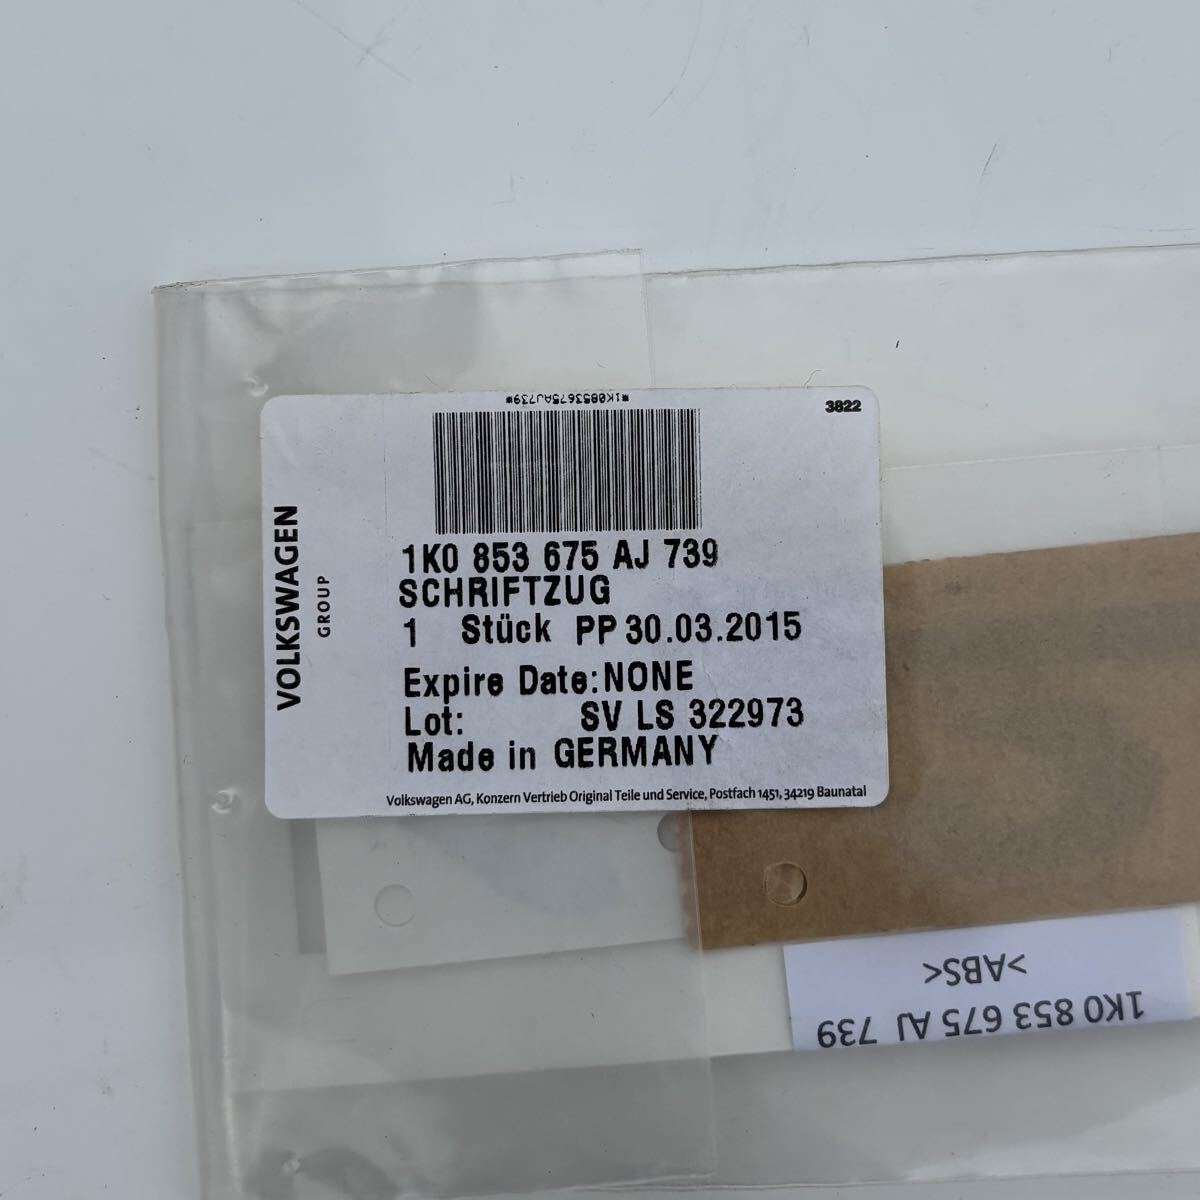 *1K0853675AJ739*
3822
VOLKSWAGEN
GROUP
1K0 853 675 AJ 739
SCHRIFTZUG
1 Stück PP 30.03.2015
Expire Date:NONE
Lot: SV LS 322973
Made in GERMANY
Volkswagen AG, Konzern Vertrieb Original Teile und Service, Postfach 1451, 34219 Baunatal
1K0 853 675 AJ 739
>ABS<